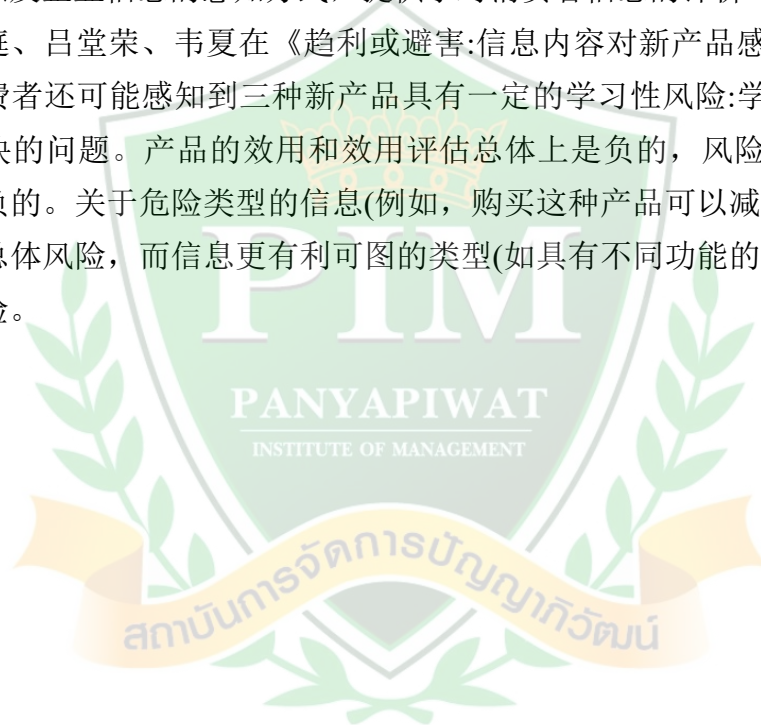 庭、吕堂荣、韦夏在《趋利或避害:信息内容对新产品感
费者还可能感知到三种新产品具有一定的学习性风险:学
决的问题。产品的效用和效用评估总体上是负的，风险
负的。关于危险类型的信息(例如，购买这种产品可以减
总体风险，而信息更有利可图的类型(如具有不同功能的
险。
PIM
PANYAPIWAT
INSTITUTE OF MANAGEMENT
สถาบันการจัดการปัญญาภิวัฒน์